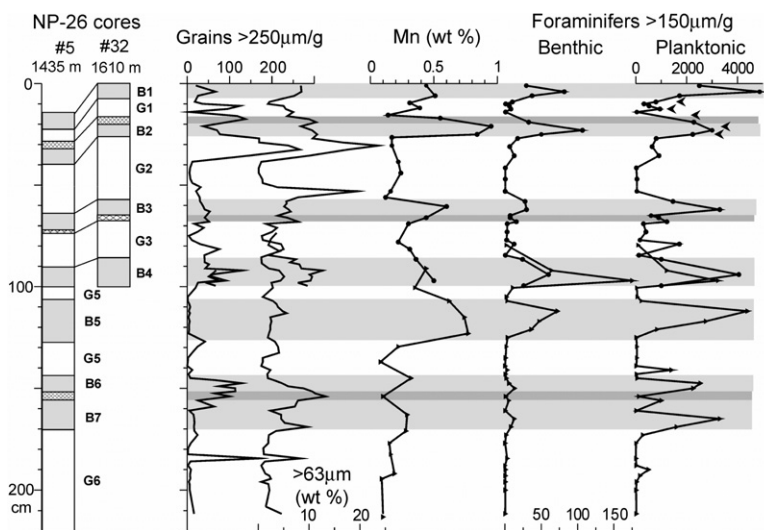 NP-26 cores
#5 #32
1435 m 1610 m
Grains >250µm/g
0 100 200
Mn (wt %)
0 0.5 1
Foraminifers >150µm/g
Benthic Planktonic
0 2000 4000
0
100
200
cm
B1
G1
B2
G2
B3
G3
B4
G5
B5
G5
B6
B7
G6
>63µm
(wt %)
10 20
0 50 100 150